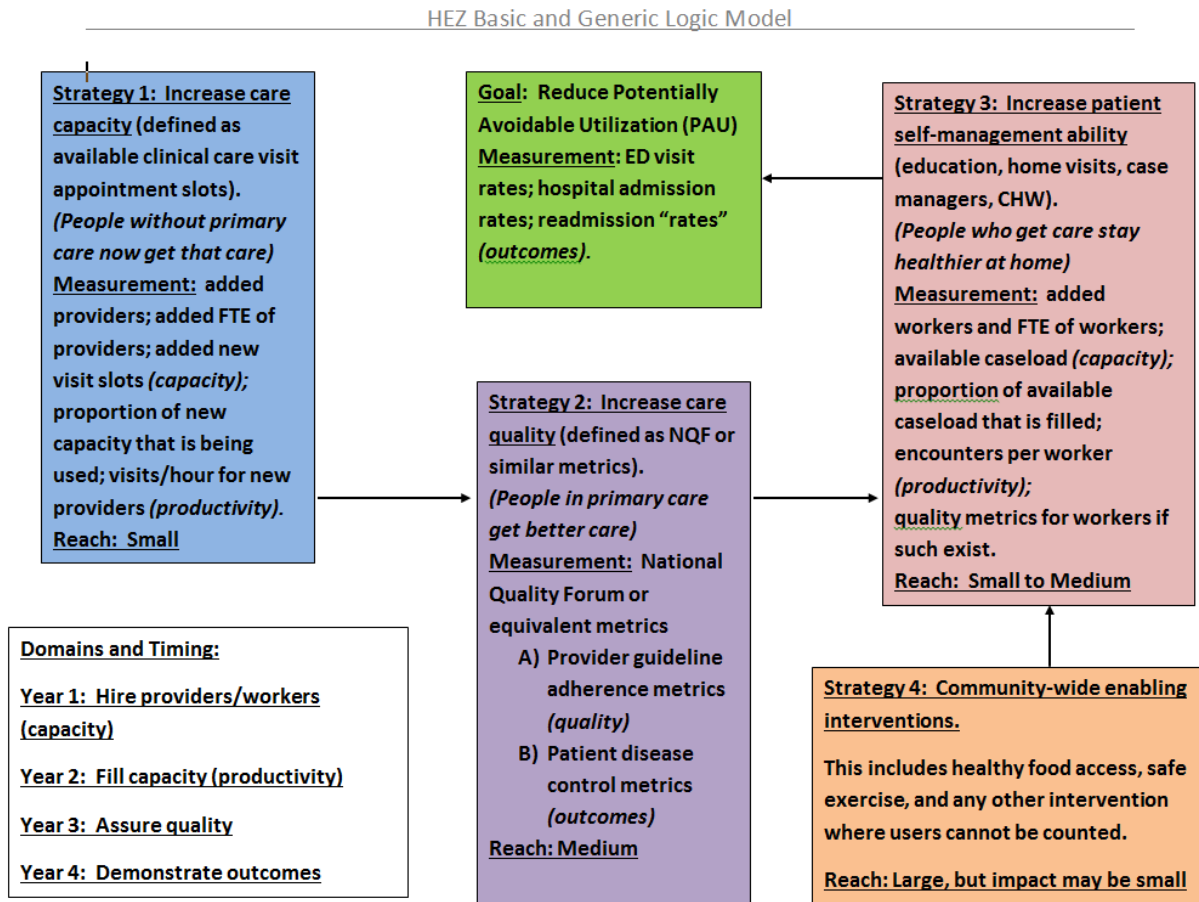 HEZ Basic and Generic Logic Model
Strategy 1: Increase care
capacity (defined as
available clinical care visit
appointment slots).
(People without primary
care now get that care)
Measurement: added
providers; added FTE of
providers; added new
visit slots (capacity);
proportion of new
capacity that is being
used; visits/hour for new
providers (productivity).
Reach: Small
Goal: Reduce Potentially
Avoidable Utilization (PAU)
Measurement: ED visit
rates; hospital admission
rates; readmission “rates”
(outcomes).
Strategy 2: Increase care
quality (defined as NQF or
similar metrics).
(People in primary care
get better care)
Measurement: National
Quality Forum or
equivalent metrics
A) Provider guideline
adherence metrics
(quality)
B) Patient disease
control metrics
(outcomes)
Reach: Medium
Strategy 3: Increase patient
self-management ability
(education, home visits, case
managers, CHW).
(People who get care stay
healthier at home)
Measurement: added
workers and FTE of workers;
available caseload (capacity);
proportion of available
caseload that is filled;
encounters per worker
(productivity);
quality metrics for workers if
such exist.
Reach: Small to Medium
Domains and Timing:
Year 1: Hire providers/workers
(capacity)
Year 2: Fill capacity (productivity)
Year 3: Assure quality
Year 4: Demonstrate outcomes
Strategy 4: Community-wide enabling
interventions.
This includes healthy food access, safe
exercise, and any other intervention
where users cannot be counted.
Reach: Large, but impact may be small